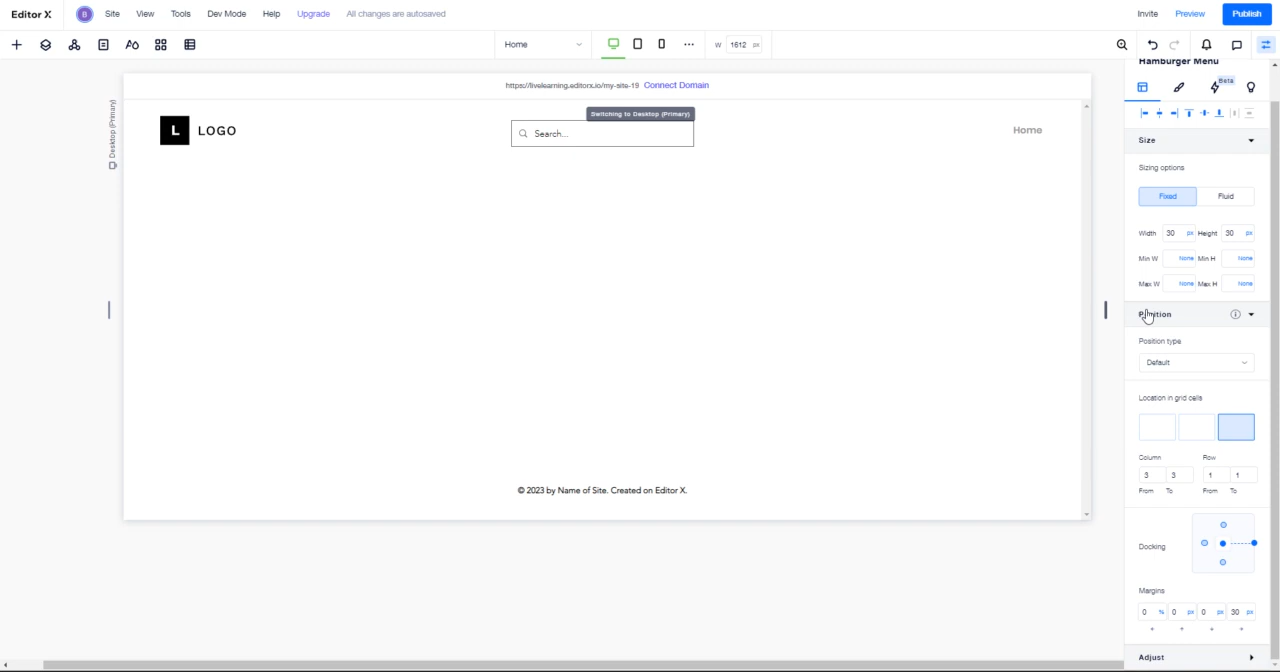 Editor X B Site View Tools Dev Mode Help Upgrade All changes are autosaved Invite Preview Publish
Home W 1612 px
Hamburger Menu
https://livelearning.editorx.io/my-site-19 Connect Domain
Beta
Desktop (Primary)
Switching to Desktop (Primary)
L LOGO Search... Home
Size
Sizing options
Fixed Fluid
Width 30 px Height 30 px
Min W None Min H None
Max W None Max H None
Position
Position type
Default
Location in grid cells
Column Row
3 3 1 1
From To From To
© 2023 by Name of Site. Created on Editor X.
Docking
Margins
0 % 0 px 0 px 30 px
Adjust